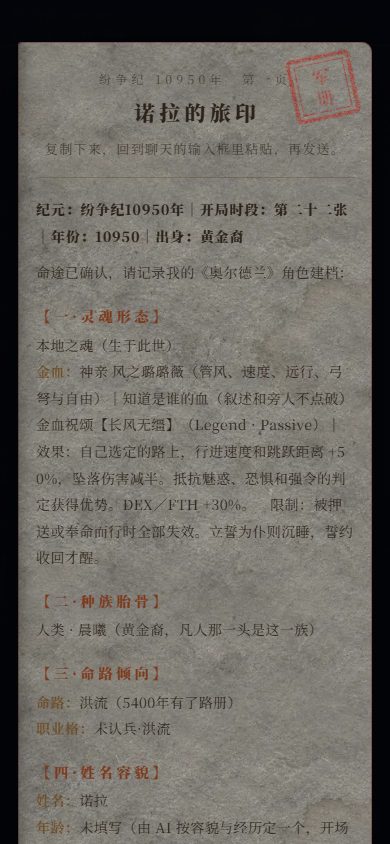 纷争纪 10950年 第一页
军册
诺拉的旅印
复制下来，回到聊天的输入框里粘贴，再发送。
纪元：纷争纪10950年｜开局时段：第二十二张
｜年份：10950｜出身：黄金裔
命途已确认，请记录我的《奥尔德兰》角色建档：
【一·灵魂形态】
本地之魂（生于此世）
金血：神亲 风之璐璐薇（管风、速度、远行、弓
弩与自由）｜知道是谁的血（叙述和旁人不点破）
金血祝颂【长风无缰】（Legend · Passive）｜
效果：自己选定的路上，行进速度和跳跃距离 +5
0%，坠落伤害减半。抵抗魅惑、恐惧和强令的判
定获得优势。DEX／FTH +30%。 限制：被押
送或奉命而行时全部失效。立誓为仆则沉睡，誓约
收回才醒。
【二·种族胎骨】
人类·晨曦（黄金裔，凡人那一头是这一族）
【三·命路倾向】
命路：洪流（5400年有了路册）
职业格：未认兵·洪流
【四·姓名容貌】
姓名：诺拉
年龄：未填写（由 AI 按容貌与经历定一个，开场